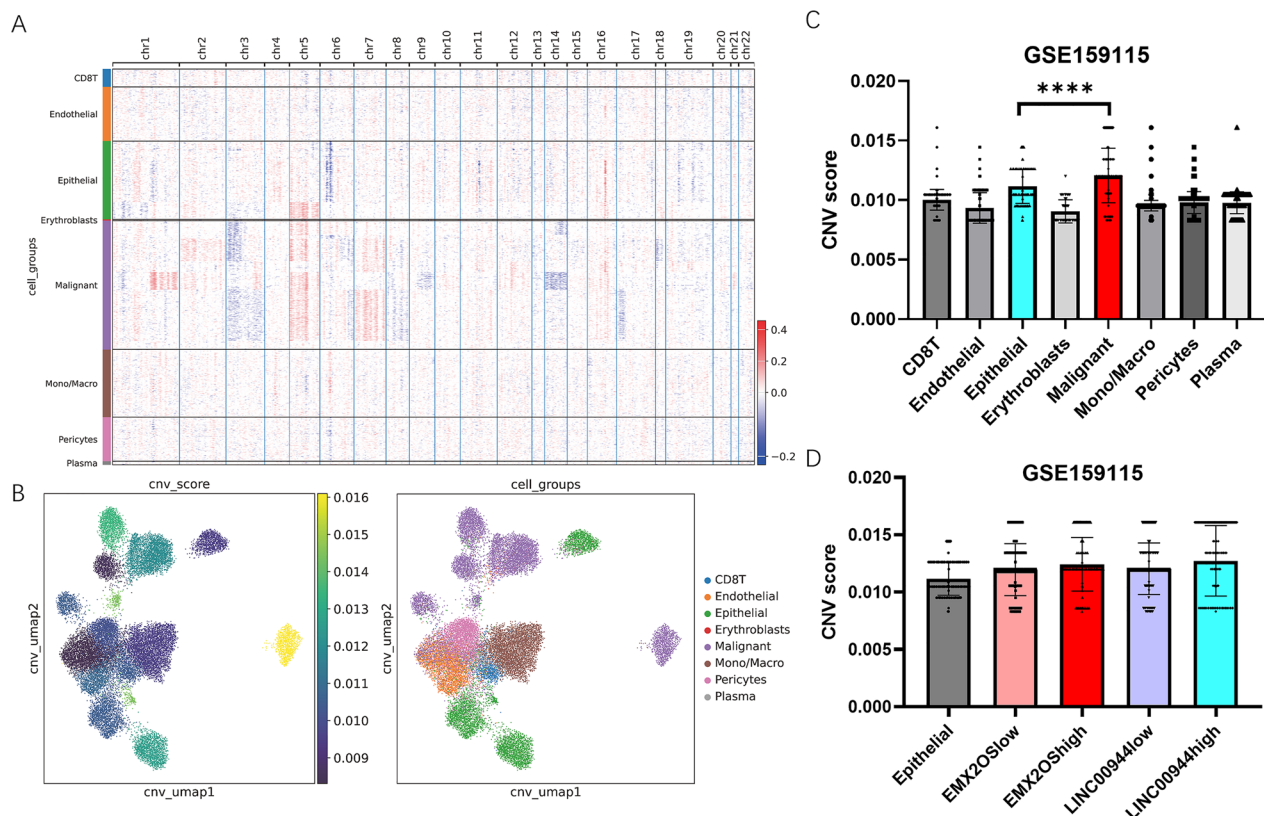 A
chr1 chr2 chr3 chr4 chr5 chr6 chr7 chr8 chr9 chr10 chr11 chr12 chr13 chr14 chr15 chr16 chr17 chr18 chr19 chr20 chr21 chr22
cell_groups
CD8T
Endothelial
Epithelial
Erythroblasts
Malignant
Mono/Macro
Pericytes
Plasma
0.4
0.2
0.0
−0.2
B
cnv_score
cnv_umap2
cnv_umap1
0.016
0.015
0.014
0.013
0.012
0.011
0.010
0.009
cell_groups
cnv_umap2
cnv_umap1
CD8T
Endothelial
Epithelial
Erythroblasts
Malignant
Mono/Macro
Pericytes
Plasma
C
GSE159115
****
CNV score
0.020
0.015
0.010
0.005
0.000
CD8T
Endothelial
Epithelial
Erythroblasts
Malignant
Mono/Macro
Pericytes
Plasma
D
GSE159115
CNV score
0.020
0.015
0.010
0.005
0.000
Epithelial
EMX2OSlow
EMX2OShigh
LINC00944low
LINC00944high